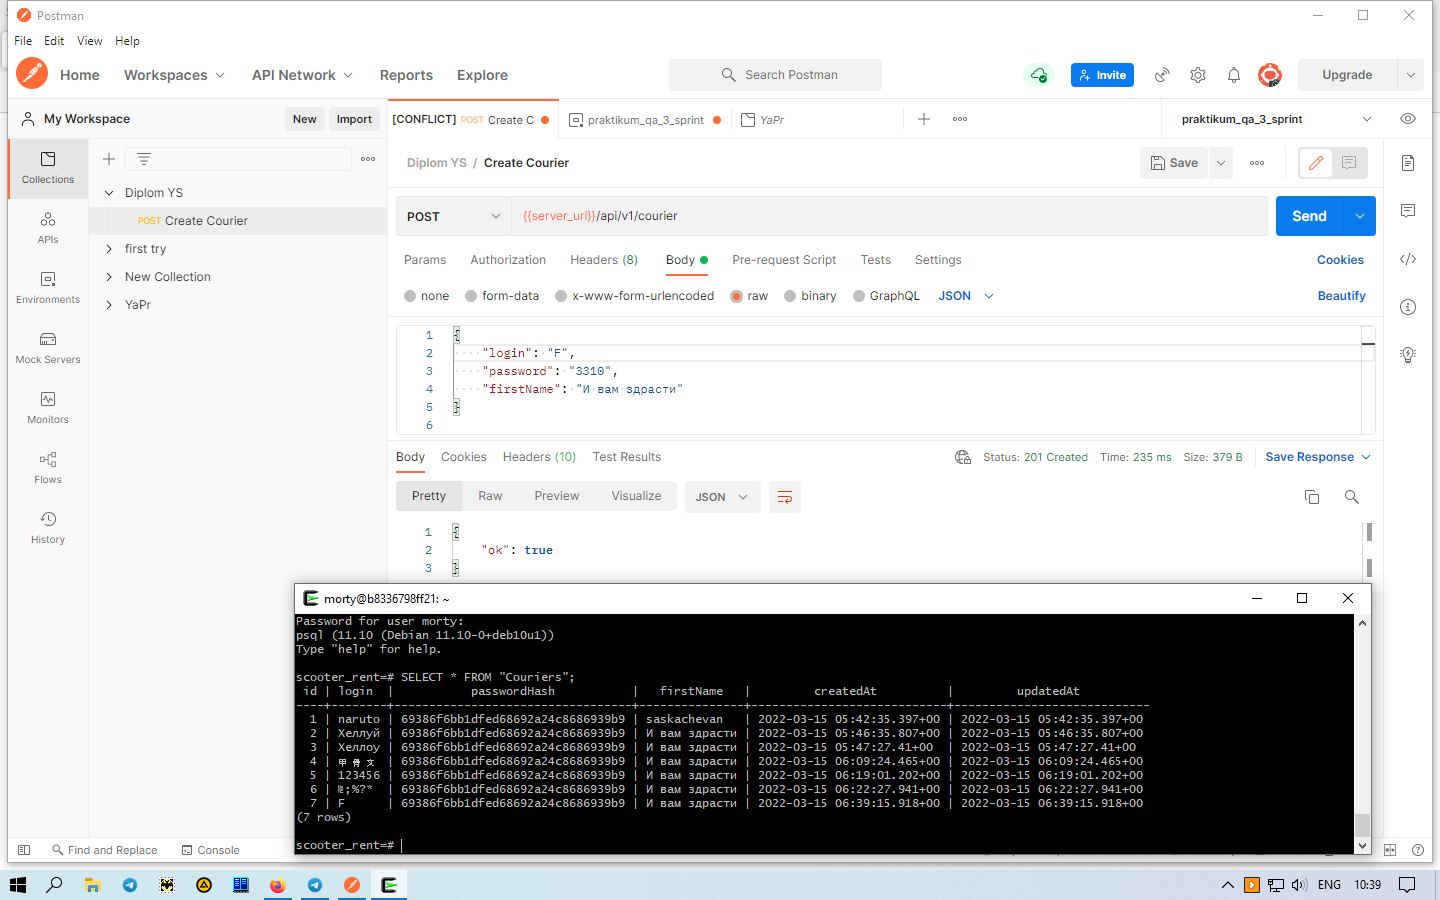 Postman
File Edit View Help
Home Workspaces API Network Reports Explore Search Postman Invite Upgrade
My Workspace New Import [CONFLICT] POST Create C praktikum_qa_3_sprint YaPr praktikum_qa_3_sprint
Collections
APIs
Environments
Mock Servers
Monitors
Flows
History
Diplom YS
POST Create Courier
first try
New Collection
YaPr
Diplom YS / Create Courier Save
POST {{server_url}}/api/v1/courier Send
Params Authorization Headers (8) Body Pre-request Script Tests Settings Cookies
none form-data x-www-form-urlencoded raw binary GraphQL JSON Beautify
1 {
2 "login": "F",
3 "password": "3310",
4 "firstName": "И вам здрасти"
5 }
6
Body Cookies Headers (10) Test Results Status: 201 Created Time: 235 ms Size: 379 B Save Response
Pretty Raw Preview Visualize JSON
1 {
2 "ok": true
3 }
morty@b8336798ff21: ~
Password for user morty:
psql (11.10 (Debian 11.10-0+deb10u1))
Type "help" for help.
scooter_rent=# SELECT * FROM "Couriers";
id | login | passwordHash | firstName | createdAt | updatedAt
----+--------+----------------------------------+---------------+----------------------------+----------------------------
1 | naruto | 69386f6bb1dfed68692a24c8686939b9 | saskachevan | 2022-03-15 05:42:35.397+00 | 2022-03-15 05:42:35.397+00
2 | Хеллуй | 69386f6bb1dfed68692a24c8686939b9 | И вам здрасти | 2022-03-15 05:46:35.807+00 | 2022-03-15 05:46:35.807+00
3 | Хеллоу | 69386f6bb1dfed68692a24c8686939b9 | И вам здрасти | 2022-03-15 05:47:27.41+00 | 2022-03-15 05:47:27.41+00
4 | 甲骨文 | 69386f6bb1dfed68692a24c8686939b9 | И вам здрасти | 2022-03-15 06:09:24.465+00 | 2022-03-15 06:09:24.465+00
5 | 123456 | 69386f6bb1dfed68692a24c8686939b9 | И вам здрасти | 2022-03-15 06:19:01.202+00 | 2022-03-15 06:19:01.202+00
6 | №;%?* | 69386f6bb1dfed68692a24c8686939b9 | И вам здрасти | 2022-03-15 06:22:27.941+00 | 2022-03-15 06:22:27.941+00
7 | F | 69386f6bb1dfed68692a24c8686939b9 | И вам здрасти | 2022-03-15 06:39:15.918+00 | 2022-03-15 06:39:15.918+00
(7 rows)
scooter_rent=#
Find and Replace Console
ENG 10:39